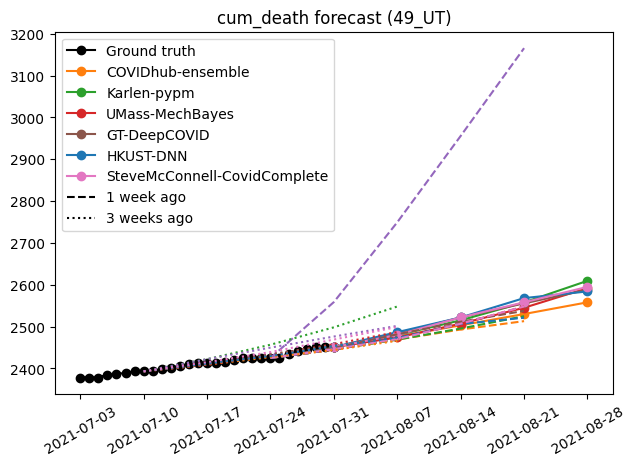 cum_death forecast (49_UT)
3200
3100
3000
2900
2800
2700
2600
2500
2400
Ground truth
COVIDhub-ensemble
Karlen-pypm
UMass-MechBayes
GT-DeepCOVID
HKUST-DNN
SteveMcConnell-CovidComplete
1 week ago
3 weeks ago
2021-07-03
2021-07-10
2021-07-17
2021-07-24
2021-07-31
2021-08-07
2021-08-14
2021-08-21
2021-08-28